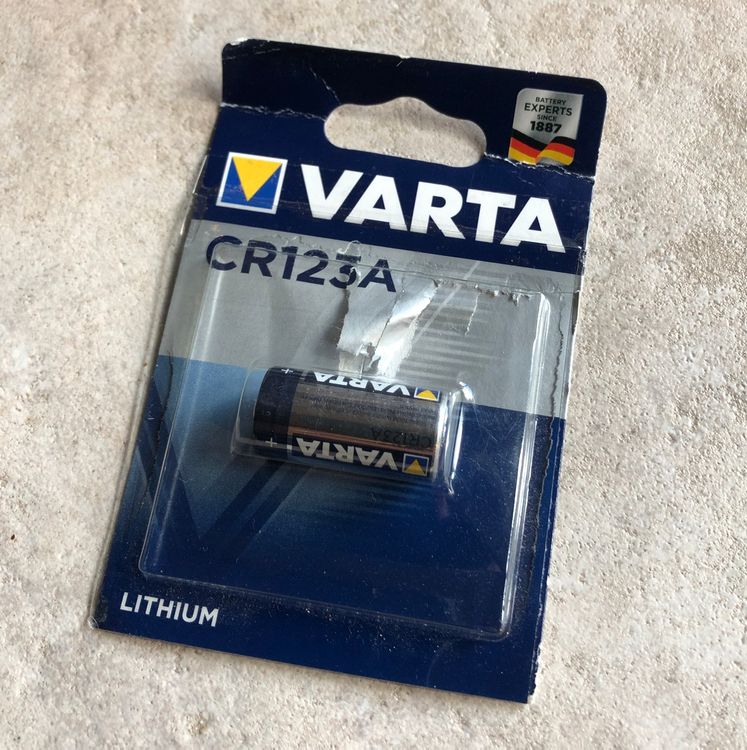 BATTERY
EXPERTS
SINCE
1887
VARTA
CR123A
+ VARTA
CR123A
+ VARTA
LITHIUM